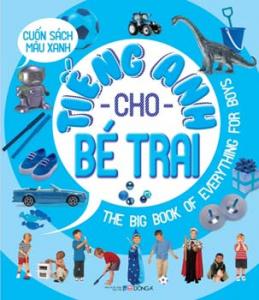 CUỐN SÁCH
MÀU XANH
TIẾNG ANH
-CHO-
BÉ TRAI
THE BIG BOOK OF EVERYTHING FOR BOYS
ĐÔNG A